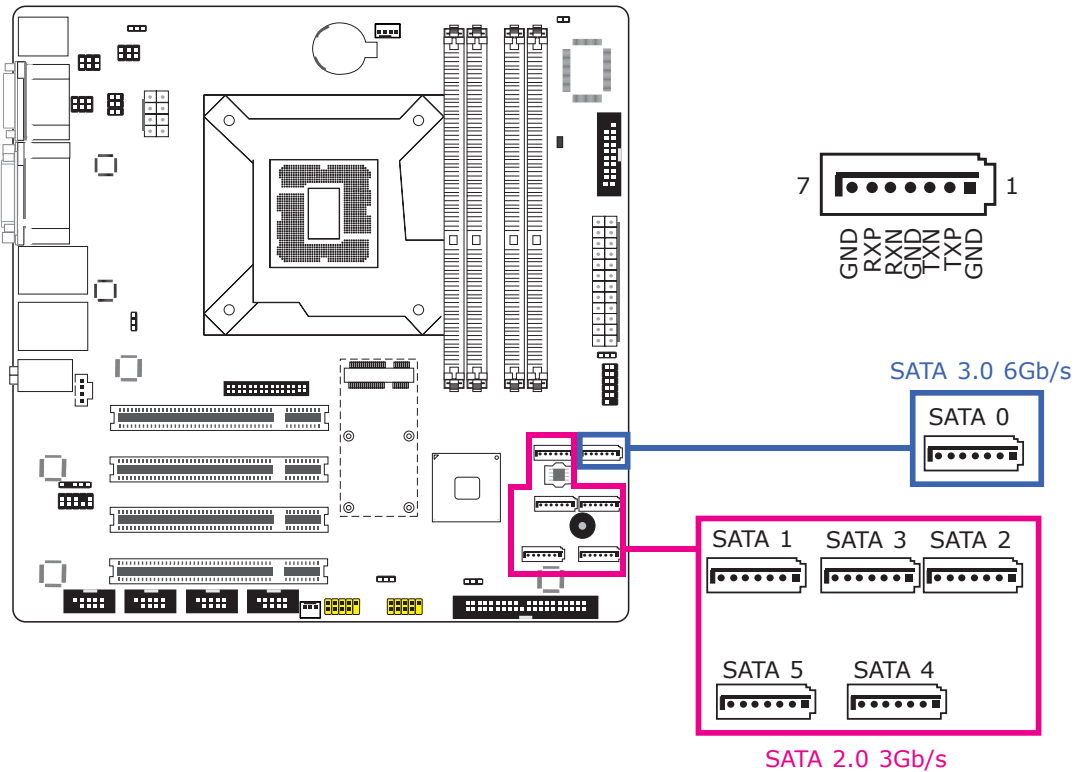 7
1
GND
RXP
RXN
GND
TXN
TXP
GND
SATA 3.0 6Gb/s
SATA 0
SATA 1 SATA 3 SATA 2
SATA 5 SATA 4
SATA 2.0 3Gb/s